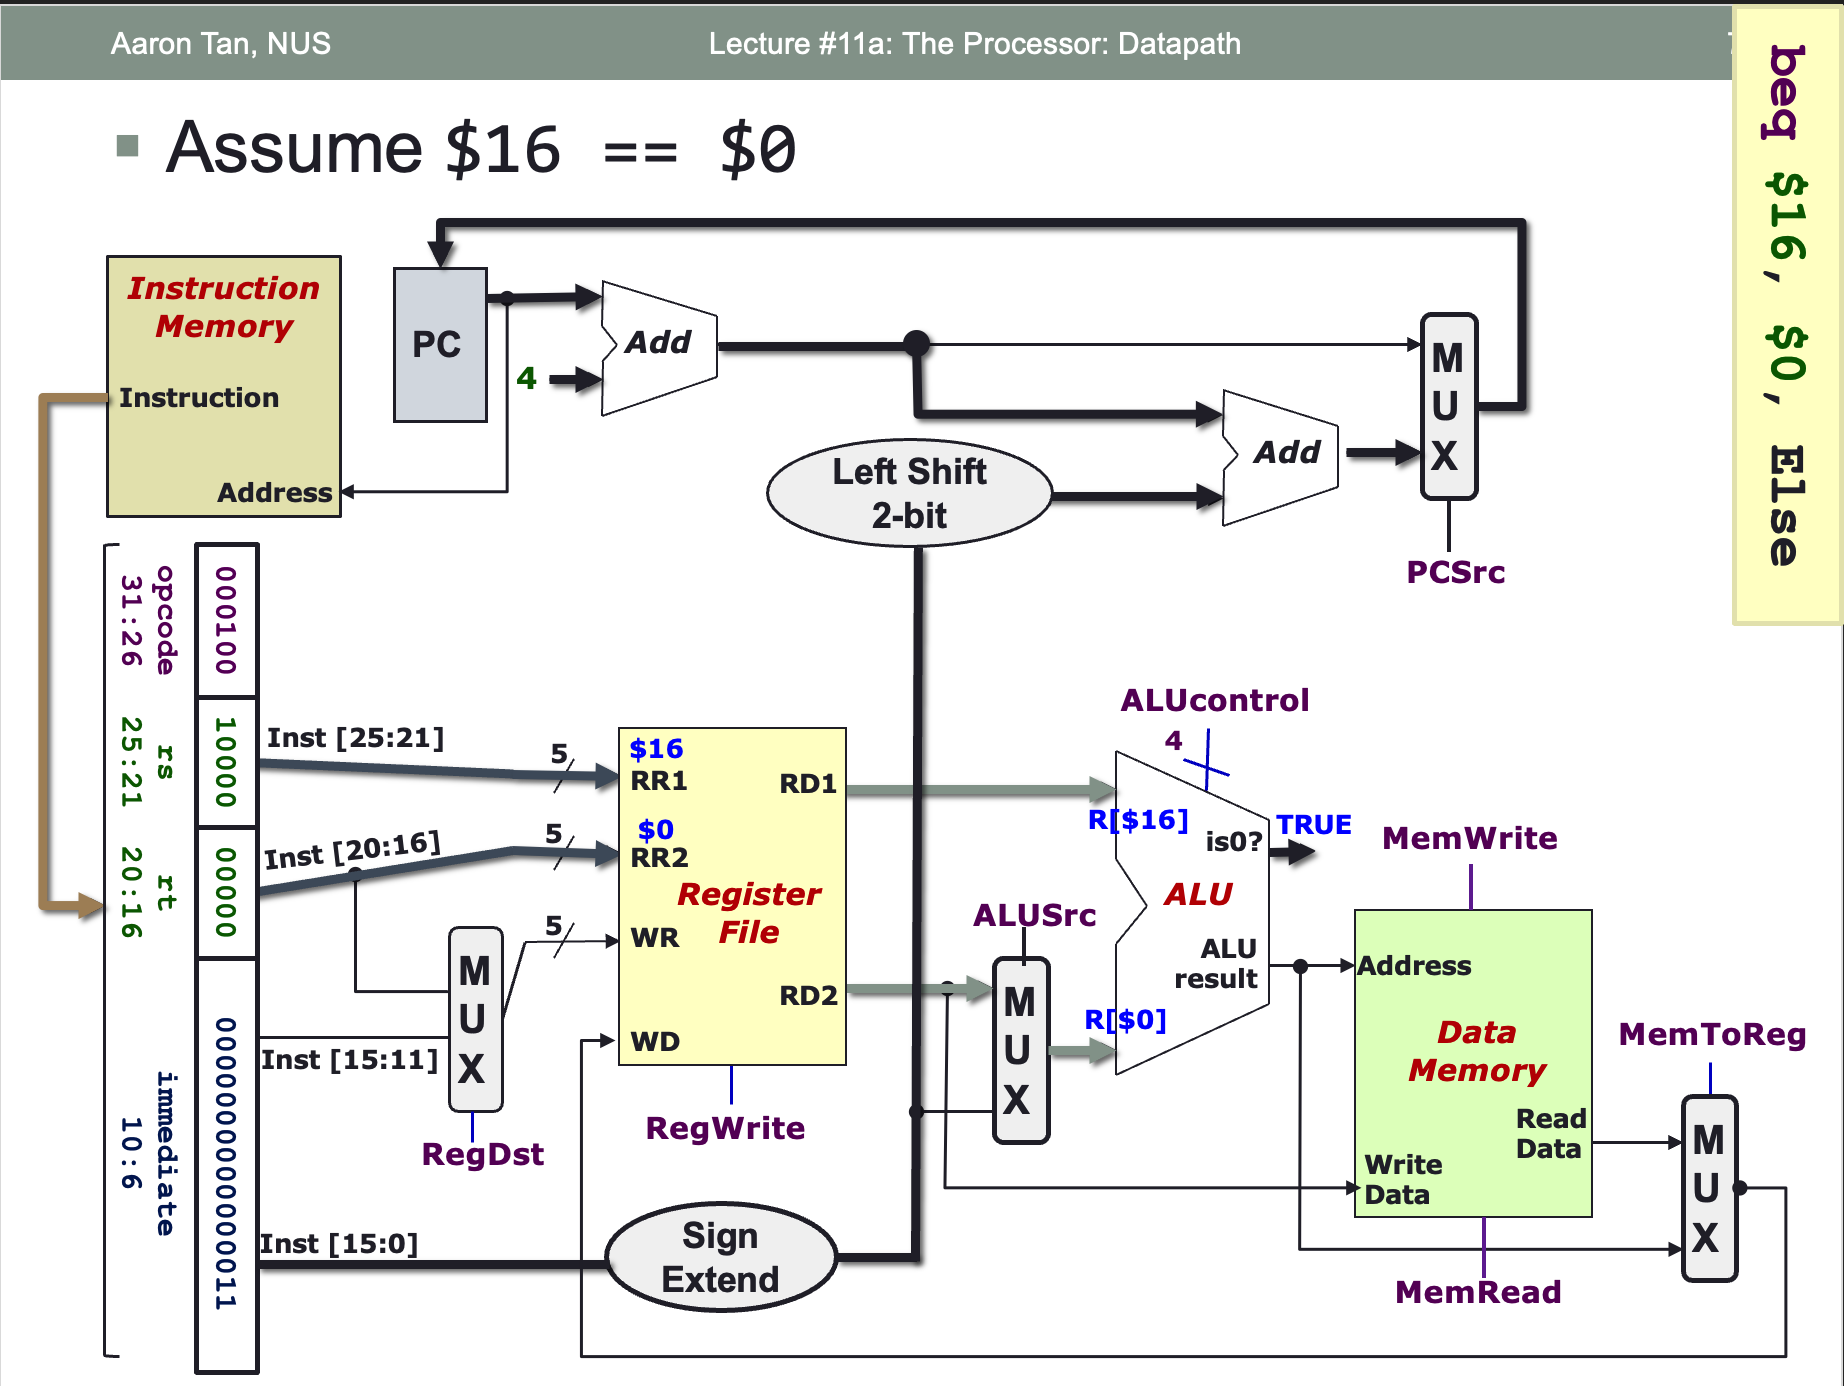 Aaron Tan, NUS
Lecture #11a: The Processor: Datapath
beq $16, $0, Else
Assume $16 == $0
Instruction
Memory
Instruction
Address
PC
4
Add
Left Shift
2-bit
Add
M
U
X
PCSrc
opcode
31:26
000100
rs
25:21
10000
rt
20:16
00000
immediate
10:6
0000000000000011
Inst [25:21]
5
Inst [20:16]
5
5
Inst [15:11]
Inst [15:0]
M
U
X
RegDst
$16
RR1
$0
RR2
WR
WD
RD1
RD2
Register
File
RegWrite
Sign
Extend
ALUSrc
M
U
X
ALUcontrol
4
R[$16]
R[$0]
is0?
TRUE
ALU
ALU
result
MemWrite
Address
Data
Memory
Read
Data
Write
Data
MemRead
MemToReg
M
U
X